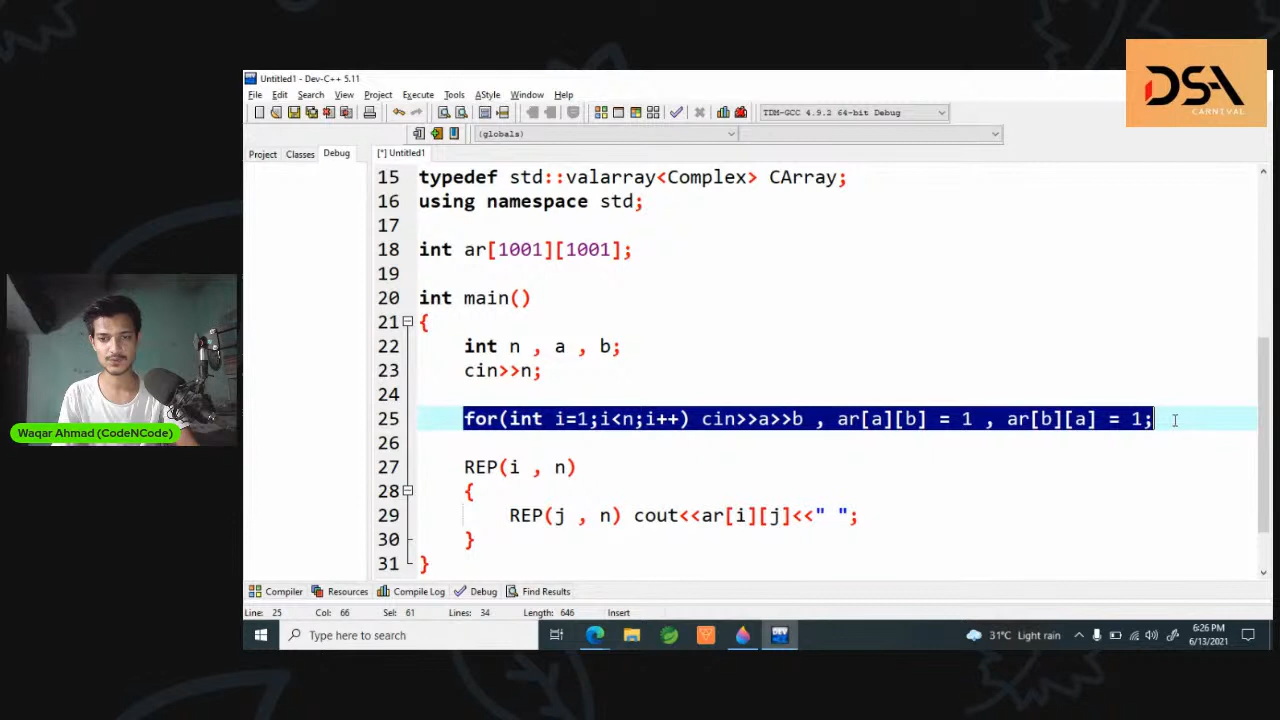 DSA
CARNIVAL
Untitled1 - Dev-C++ 5.11
File Edit Search View Project Execute Tools AStyle Window Help
TDM-GCC 4.9.2 64-bit Debug
(globals)
Project Classes Debug [*] Untitled1
15 typedef std::valarray<Complex> CArray;
16 using namespace std;
17
18 int ar[1001][1001];
19
20 int main()
21 {
22 int n , a , b;
23 cin>>n;
24
25 for(int i=1;i<n;i++) cin>>a>>b , ar[a][b] = 1 , ar[b][a] = 1;
26
27 REP(i , n)
28 {
29 REP(j , n) cout<<ar[i][j]<<" ";
30 }
31 }
Waqar Ahmad (CodeNCode)
Compiler Resources Compile Log Debug Find Results
Line: 25 Col: 66 Sel: 61 Lines: 34 Length: 646 Insert
Type here to search
DEV
31°C Light rain
6:26 PM
6/13/2021